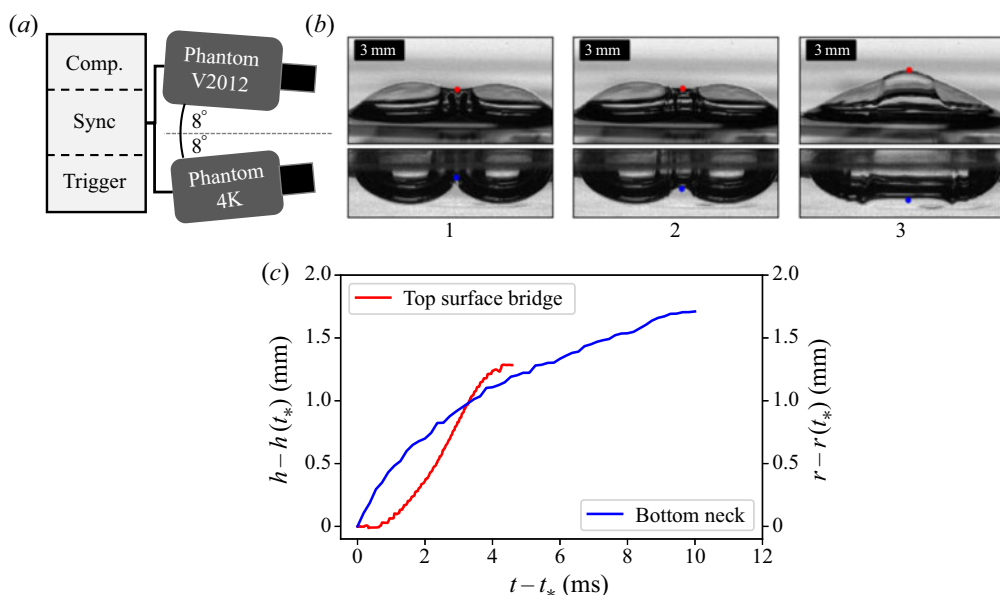 (a)
Comp.
Sync
Trigger
Phantom
V2012
8°
8°
Phantom
4K
(b)
3 mm
3 mm
3 mm
1
2
3
(c)
2.0
1.5
1.0
0.5
0
h – h (t*) (mm)
Top surface bridge
Bottom neck
2.0
1.5
1.0
0.5
0
r – r (t*) (mm)
0 2 4 6 8 10 12
t – t* (ms)